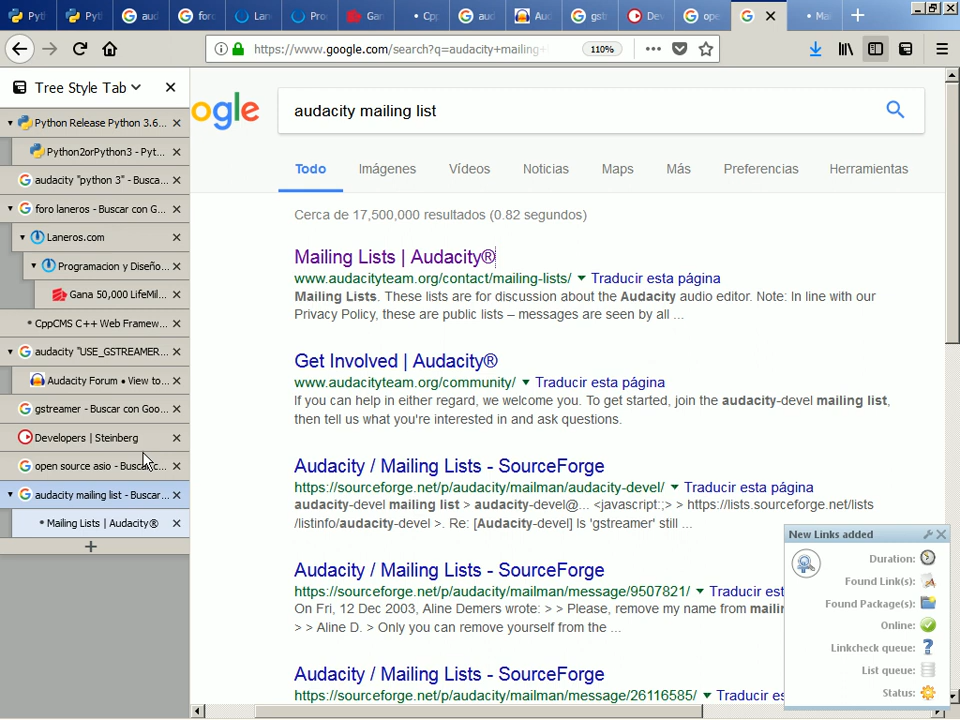 Pytl
Pyt
aud
foro
Lan
Pro
Gan
Cpp
aud
Aud
gst
Dev
ope
https://www.google.com/search?q=audacity+mailing+l
110%
Tree Style Tab
Python Release Python 3.6...
Python2orPython3 - Pyt...
audacity "python 3" - Busca...
foro laneros - Buscar con G...
Laneros.com
Programacion y Diseño...
Gana 50,000 LifeMil...
CppCMS C++ Web Framew...
audacity "USE_GSTREAMER...
Audacity Forum • View to...
gstreamer - Buscar con Goo...
Developers | Steinberg
open source asio - Buscar c...
audacity mailing list - Buscar...
Mailing Lists | Audacity®
ogle
audacity mailing list
Todo Imágenes Vídeos Noticias Maps Más Preferencias Herramientas
Cerca de 17,500,000 resultados (0.82 segundos)
Mailing Lists | Audacity®
www.audacityteam.org/contact/mailing-lists/ Traducir esta página
Mailing Lists. These lists are for discussion about the Audacity audio editor. Note: In line with our
Privacy Policy, these are public lists – messages are seen by all ...
Get Involved | Audacity®
www.audacityteam.org/community/ Traducir esta página
If you can help in either regard, we welcome you. To get started, join the audacity-devel mailing list,
then tell us what you're interested in and ask questions.
Audacity / Mailing Lists - SourceForge
https://sourceforge.net/p/audacity/mailman/audacity-devel/ Traducir esta página
audacity-devel mailing list > audacity-devel@... <javascript:;> > https://lists.sourceforge.net/lists
/listinfo/audacity-devel >. Re: [Audacity-devel] Is 'gstreamer' still ...
Audacity / Mailing Lists - SourceForge
https://sourceforge.net/p/audacity/mailman/message/9507821/ Traducir est
On Fri, 12 Dec 2003, Aline Demers wrote: > > Please, remove my name from mailin
> > Aline D. > Only you can remove yourself from the ...
Audacity / Mailing Lists - SourceForge
https://sourceforge.net/p/audacity/mailman/message/26116585/ Traducir es
New Links added
Duration:
Found Link(s):
Found Package(s):
Online:
Linkcheck queue:
List queue:
Status: